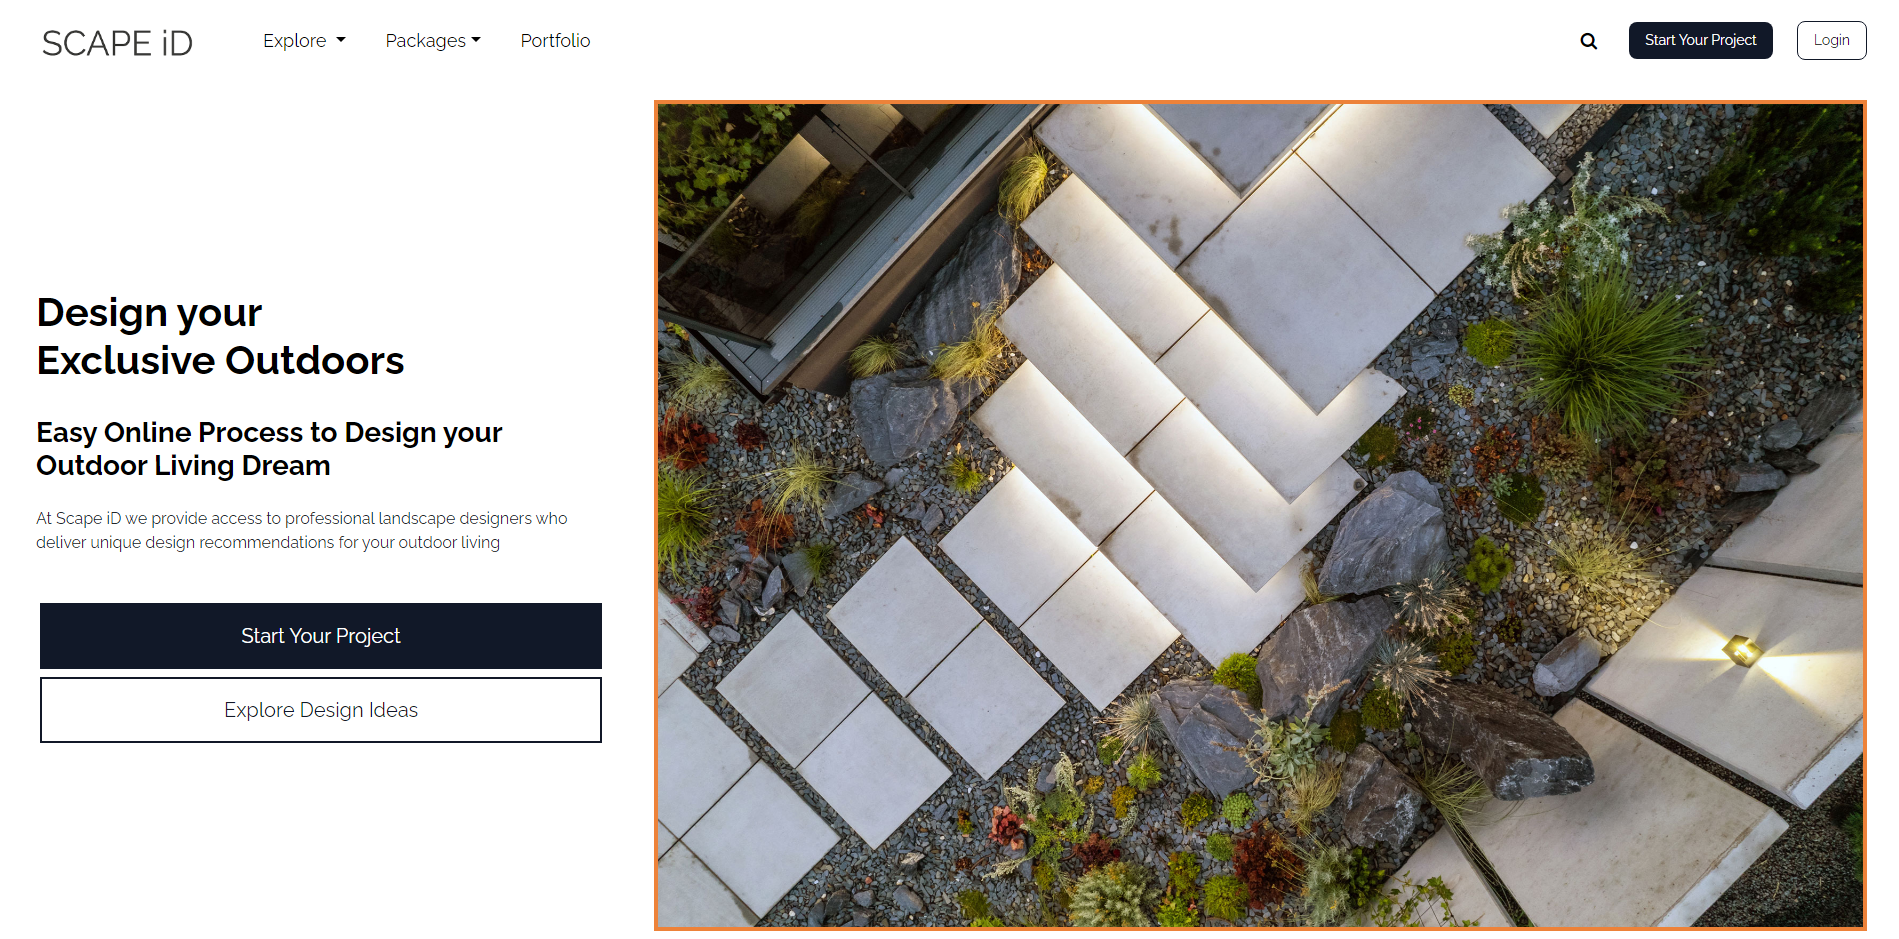 SCAPE iD
Explore
Packages
Portfolio
Start Your Project
Login
Design your
Exclusive Outdoors
Easy Online Process to Design your
Outdoor Living Dream
At Scape iD we provide access to professional landscape designers who
deliver unique design recommendations for your outdoor living
Start Your Project
Explore Design Ideas